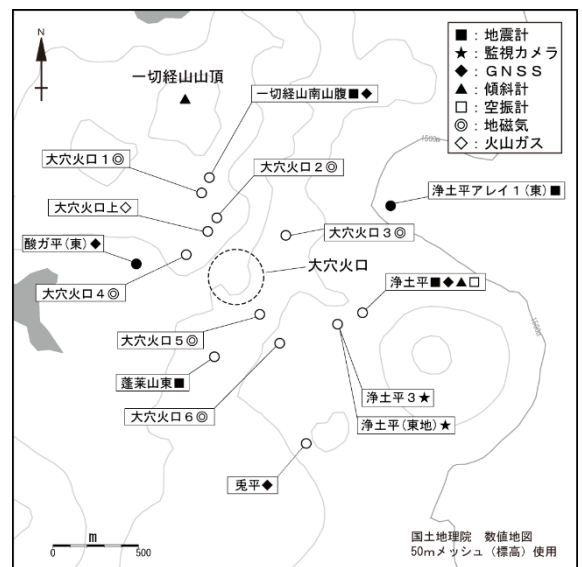 N
■：地震計
★：監視カメラ
◆：ＧＮＳＳ
▲：傾斜計
□：空振計
◎：地磁気
◇：火山ガス
一切経山山頂
▲
一切経山南山腹■◆
大穴火口１◎
大穴火口２◎
1500m
浄土平アレイ１(東)■
大穴火口上◇
大穴火口３◎
酸ガ平(東)◆
大穴火口
大穴火口４◎
浄土平■◆▲□
1500m
大穴火口５◎
蓬莱山東■
浄土平３★
大穴火口６◎
浄土平(東地)★
兎平◆
m
0 500
国土地理院　数値地図
50mメッシュ（標高）使用